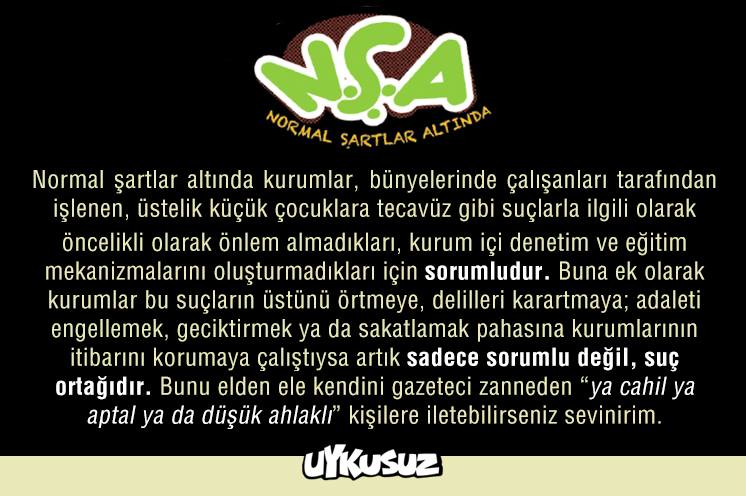 N.Ş.A
NORMAL ŞARTLAR ALTINDA
Normal şartlar altında kurumlar, bünyelerinde çalışanları tarafından
işlenen, üstelik küçük çocuklara tecavüz gibi suçlarla ilgili olarak
öncelikli olarak önlem almadıkları, kurum içi denetim ve eğitim
mekanizmalarını oluşturmadıkları için sorumludur. Buna ek olarak
kurumlar bu suçların üstünü örtmeye, delilleri karartmaya; adaleti
engellemek, geciktirmek ya da sakatlamak pahasına kurumlarının
itibarını korumaya çalıştıysa artık sadece sorumlu değil, suç
ortağıdır. Bunu elden ele kendini gazeteci zanneden “ya cahil ya
aptal ya da düşük ahlaklı” kişilere iletebilirseniz sevinirim.
UYKUSUZ